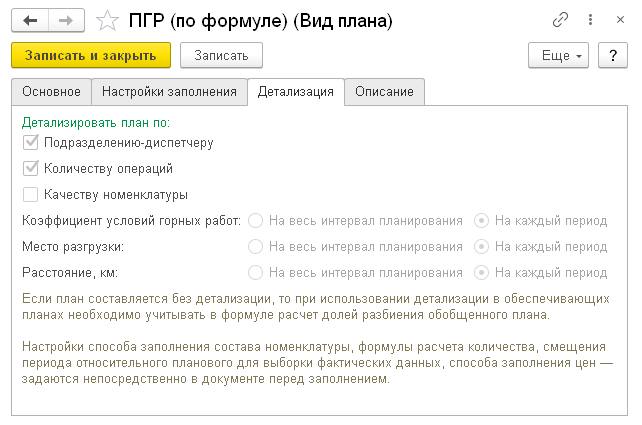 ПГР (по формуле) (Вид плана)
Записать и закрыть
Записать
Еще
?
Основное
Настройки заполнения
Детализация
Описание
Детализировать план по:
Подразделению-диспетчеру
Количеству операций
Качеству номенклатуры
Коэффициент условий горных работ: На весь интервал планирования На каждый период
Место разгрузки: На весь интервал планирования На каждый период
Расстояние, км: На весь интервал планирования На каждый период
Если план составляется без детализации, то при использовании детализации в обеспечивающих
планах необходимо учитывать в формуле расчет долей разбиения обобщенного плана.
Настройки способа заполнения состава номенклатуры, формулы расчета количества, смещения
периода относительного планового для выборки фактических данных, способа заполнения цен —
задаются непосредственно в документе перед заполнением.